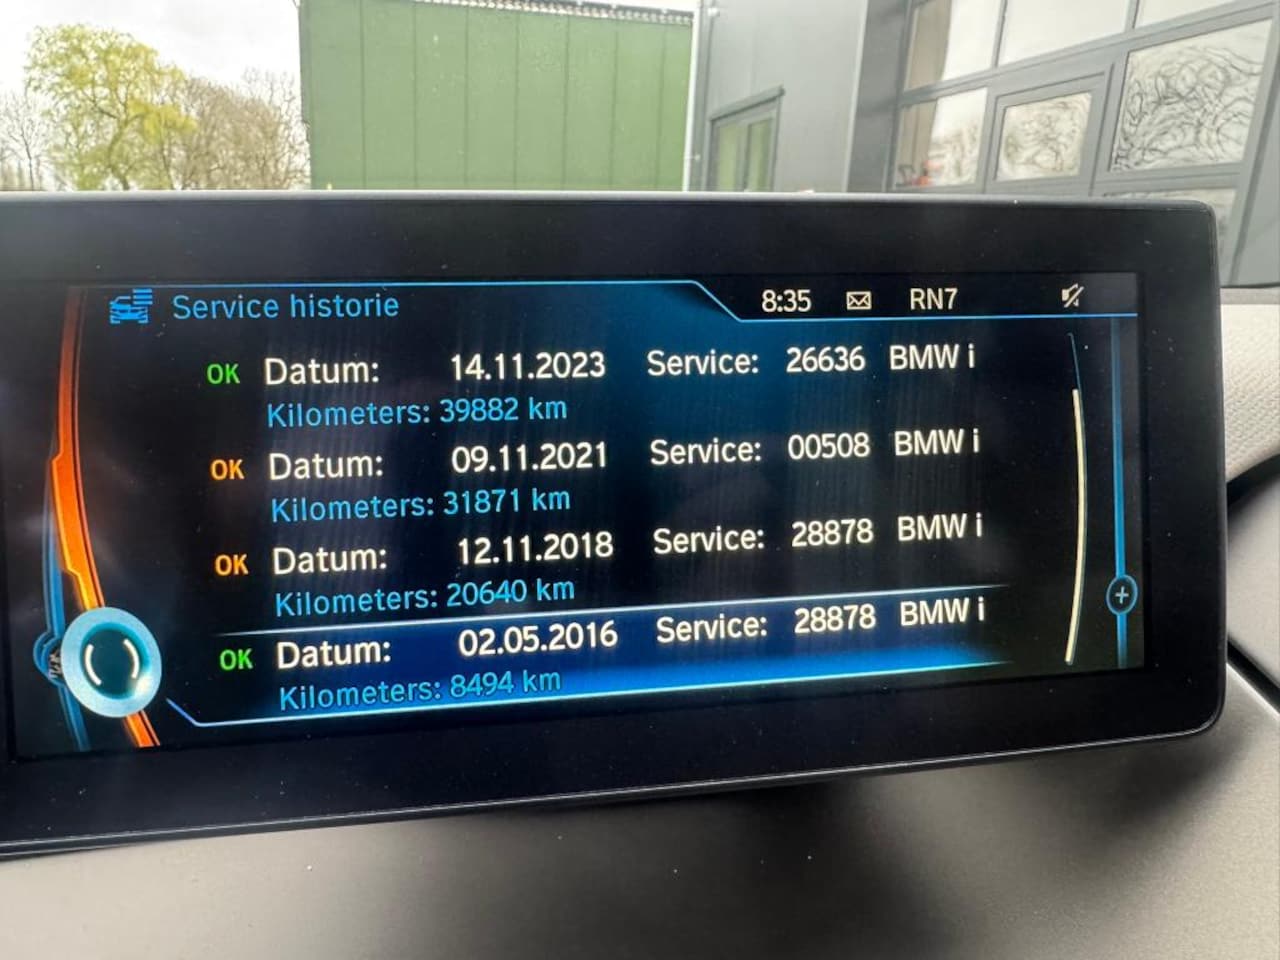 Service historie 8:35 RN7
OK Datum: 14.11.2023 Service: 26636 BMW i
Kilometers: 39882 km
OK Datum: 09.11.2021 Service: 00508 BMW i
Kilometers: 31871 km
OK Datum: 12.11.2018 Service: 28878 BMW i
Kilometers: 20640 km
OK Datum: 02.05.2016 Service: 28878 BMW i
Kilometers: 8494 km